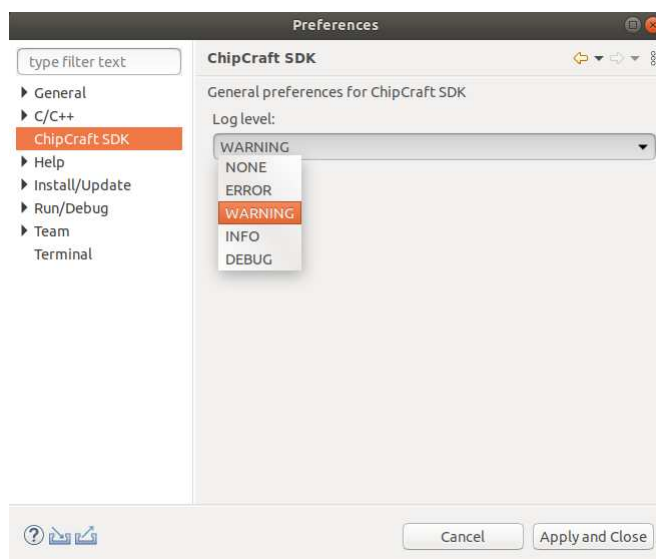 Preferences
type filter text
General
C/C++
ChipCraft SDK
Help
Install/Update
Run/Debug
Team
Terminal
ChipCraft SDK
General preferences for ChipCraft SDK
Log level:
WARNING
NONE
ERROR
WARNING
INFO
DEBUG
Cancel
Apply and Close